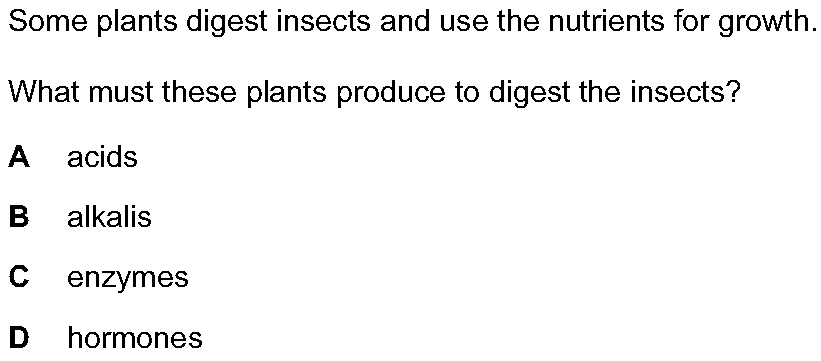 Some plants digest insects and use the nutrients for growth.
What must these plants produce to digest the insects?
A acids
B alkalis
C enzymes
D hormones